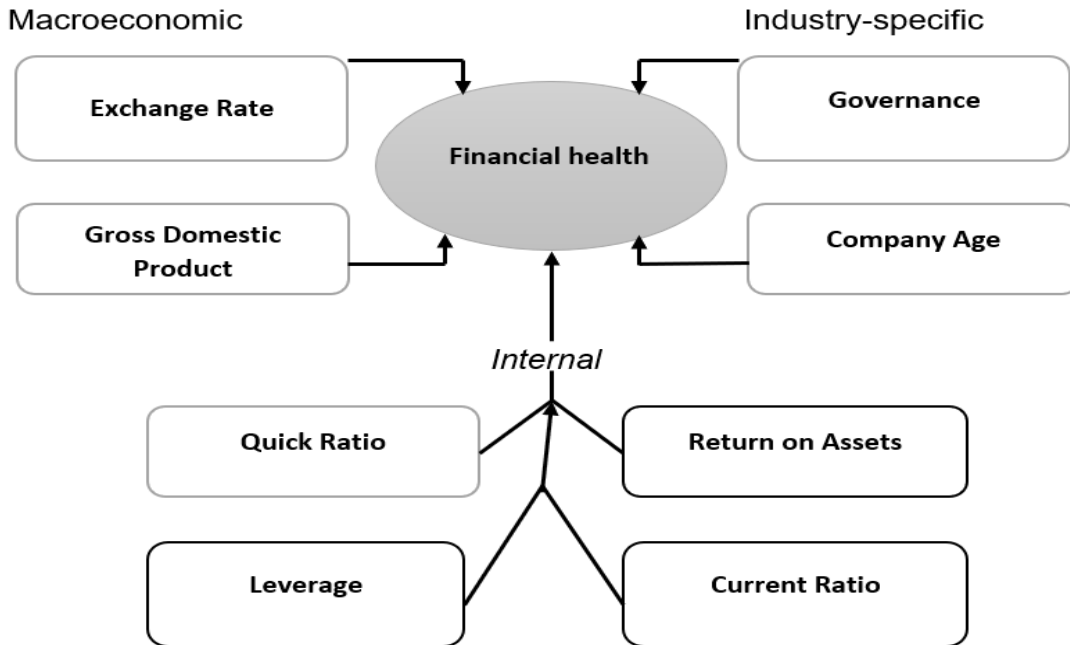 Macroeconomic
Industry-specific
Exchange Rate
Governance
Financial health
Gross Domestic
Product
Company Age
Internal
Quick Ratio
Return on Assets
Leverage
Current Ratio